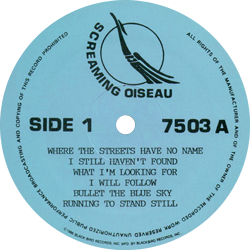 SCREAMING
OISEAU
SIDE 1
7503 A
WHERE THE STREETS HAVE NO NAME
I STILL HAVEN'T FOUND
WHAT I'M LOOKING FOR
I WILL FOLLOW
BULLET THE BLUE SKY
RUNNING TO STAND STILL
ALL RIGHTS OF THE MANUFACTURER AND OF THE OWNER OF THE RECORDED WORK RESERVED UNAUTHORIZED PUBLIC PERFORMANCE BROADCASTING AND COPYING OF THIS RECORD PROHIBITED